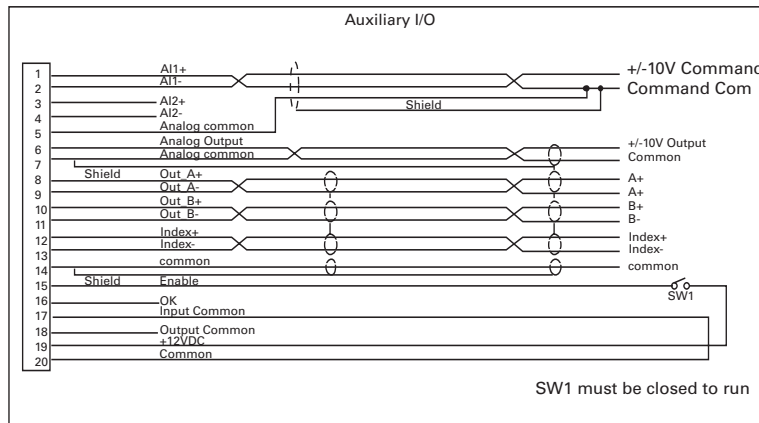 Auxiliary I/O
1 AI1+ +/-10V Command
2 AI1- Command Com
3 AI2+ Shield
4 AI2-
5 Analog common
6 Analog Output +/-10V Output
7 Analog common Common
Shield
8 Out_A+ A+
9 Out_A- A+
10 Out_B+ B+
11 Out_B- B-
12 Index+ Index+
13 Index- Index-
14 common common
Shield
15 Enable SW1
16 OK
17 Input Common
18 Output Common
19 +12VDC
20 Common
SW1 must be closed to run